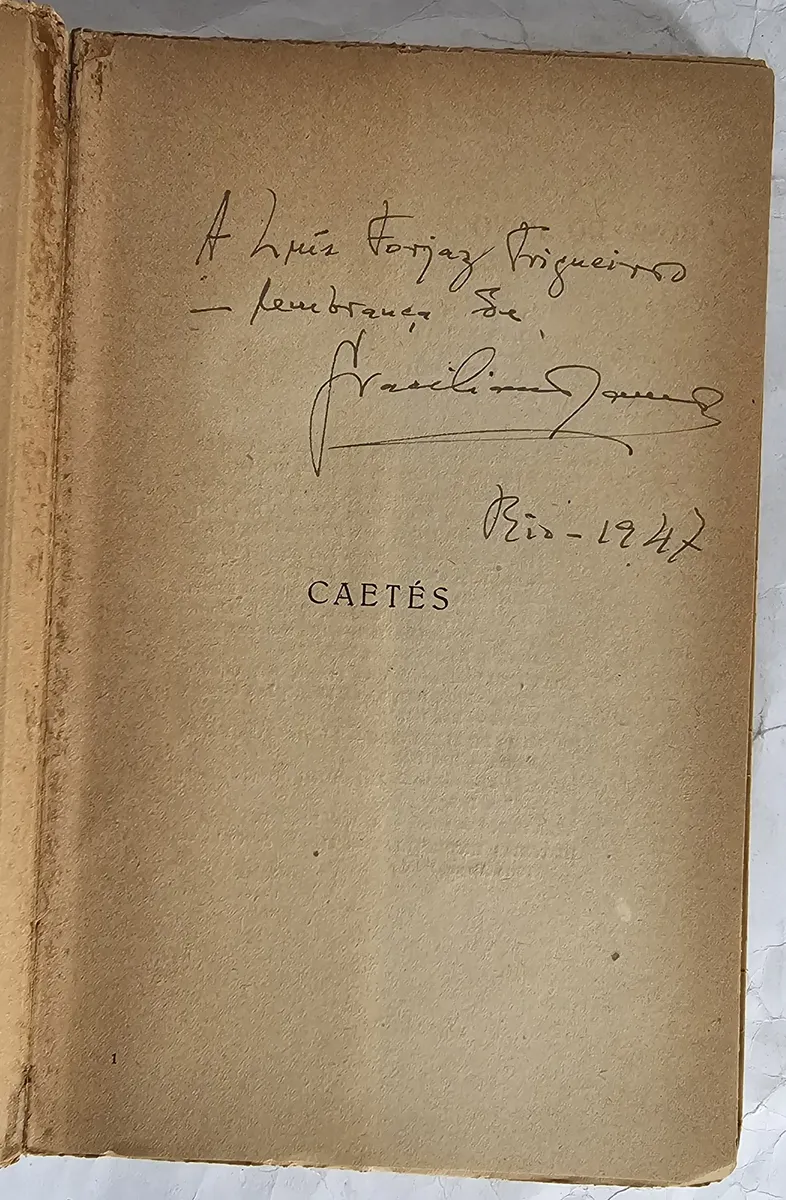 A Luís Forjaz Trigueiros
— lembrança de
Graciliano Ramos
Rio - 1947
CAETÉS
1